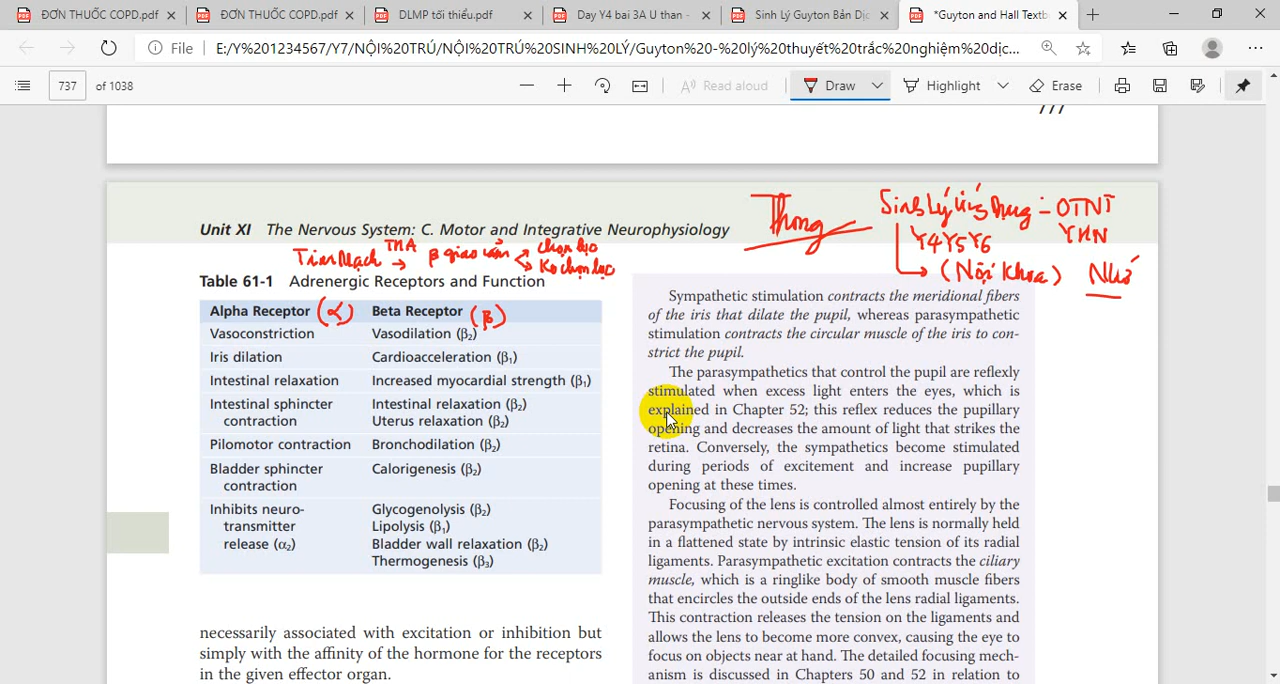 ĐƠN THUỐC COPD.pdf
ĐƠN THUỐC COPD.pdf
DLMP tối thiểu.pdf
Day Y4 bai 3A U than -
Sinh Lý Guyton Bản Dị
*Guyton and Hall Textb
File
E:/Y%201234567/Y7/NỘI%20TRÚ/NỘI%20TRÚ%20SINH%20LÝ/Guyton%20-%20lý%20thuyết%20trắc%20nghiệm%20dịc...
737 of 1038
Read aloud
Draw
Highlight
Erase
777
Thong
Sinh Lý Ứng Dụng - ÔTNT
Y4 Y5 Y6 YHN
(Nội Khoa) Nhớ
Unit XI The Nervous System: C. Motor and Integrative Neurophysiology
Tim Mạch THA → β giao cảm
chọn lọc
Ko chọn lọc
Table 61-1 Adrenergic Receptors and Function
Alpha Receptor (α) Beta Receptor (β)
Vasoconstriction Vasodilation (β₂)
Iris dilation Cardioacceleration (β₁)
Intestinal relaxation Increased myocardial strength (β₁)
Intestinal sphincter Intestinal relaxation (β₂)
contraction Uterus relaxation (β₂)
Pilomotor contraction Bronchodilation (β₂)
Bladder sphincter Calorigenesis (β₂)
contraction
Inhibits neuro- Glycogenolysis (β₂)
transmitter Lipolysis (β₁)
release (α₂) Bladder wall relaxation (β₂)
Thermogenesis (β₃)
necessarily associated with excitation or inhibition but
simply with the affinity of the hormone for the receptors
in the given effector organ.
Sympathetic stimulation contracts the meridional fibers
of the iris that dilate the pupil, whereas parasympathetic
stimulation contracts the circular muscle of the iris to con-
strict the pupil.
The parasympathetics that control the pupil are reflexly
stimulated when excess light enters the eyes, which is
explained in Chapter 52; this reflex reduces the pupillary
opening and decreases the amount of light that strikes the
retina. Conversely, the sympathetics become stimulated
during periods of excitement and increase pupillary
opening at these times.
Focusing of the lens is controlled almost entirely by the
parasympathetic nervous system. The lens is normally held
in a flattened state by intrinsic elastic tension of its radial
ligaments. Parasympathetic excitation contracts the ciliary
muscle, which is a ringlike body of smooth muscle fibers
that encircles the outside ends of the lens radial ligaments.
This contraction releases the tension on the ligaments and
allows the lens to become more convex, causing the eye to
focus on objects near at hand. The detailed focusing mech-
anism is discussed in Chapters 50 and 52 in relation to